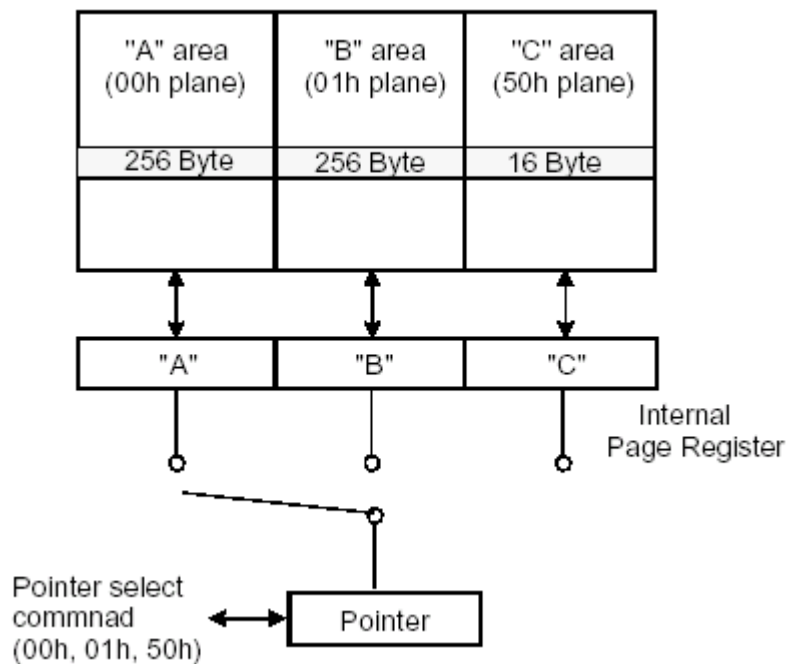 "A" area
(00h plane)
"B" area
(01h plane)
"C" area
(50h plane)
256 Byte
256 Byte
16 Byte
"A"
"B"
"C"
Internal
Page Register
Pointer select
commnad
(00h, 01h, 50h)
Pointer